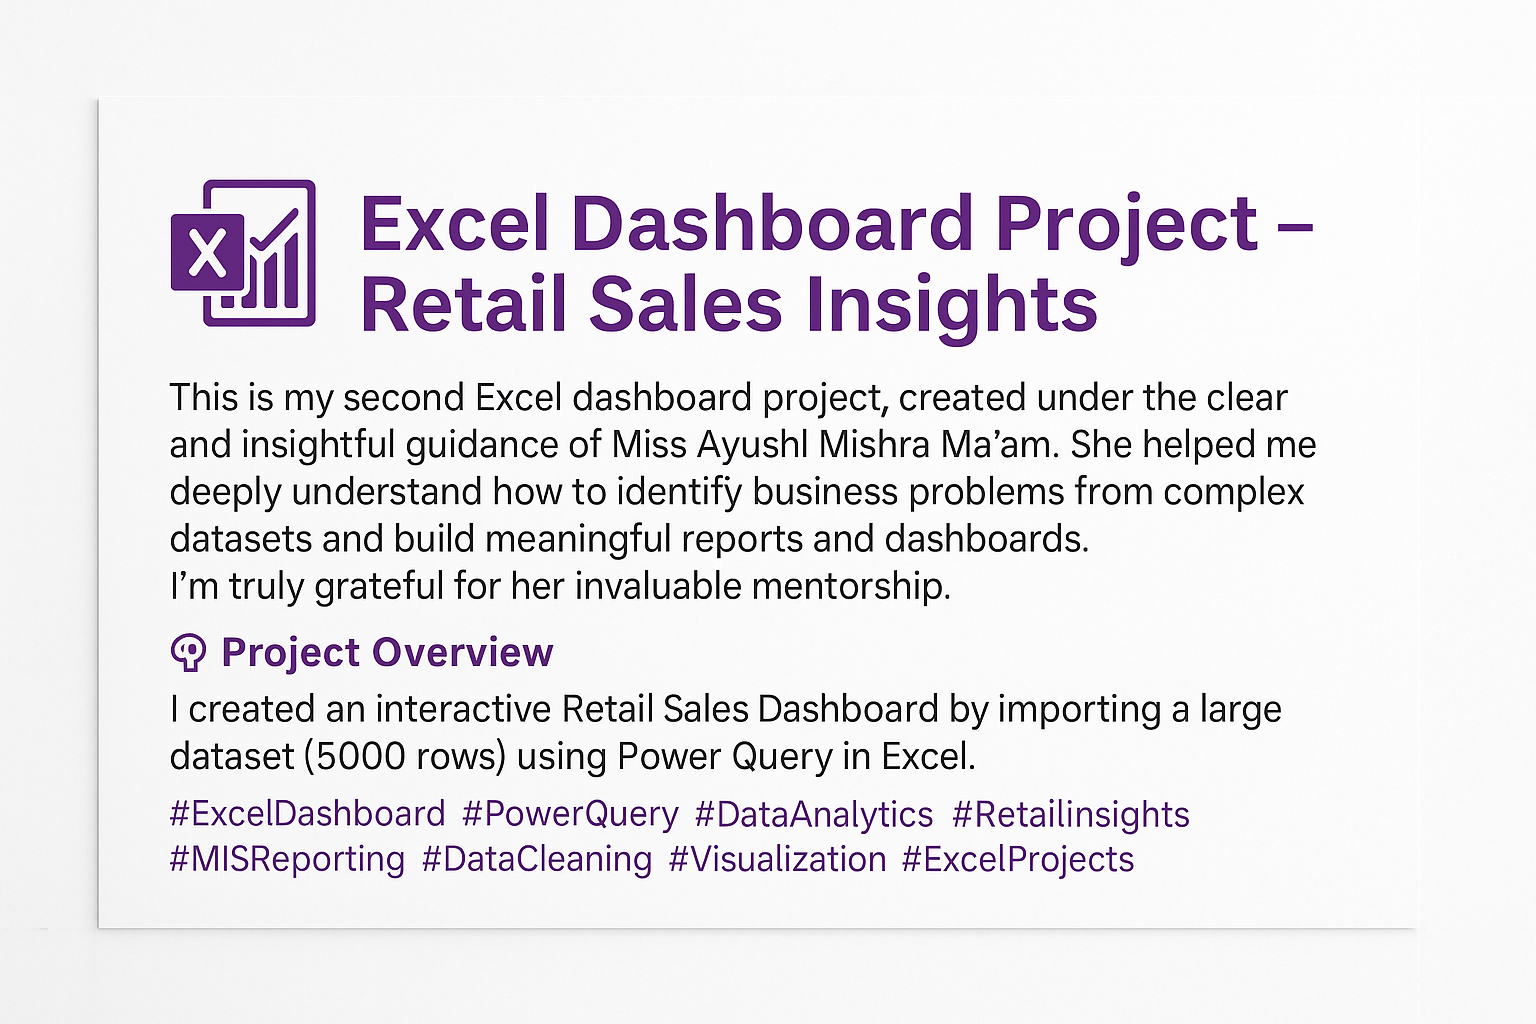 Excel Dashboard Project –
Retail Sales Insights
This is my second Excel dashboard project, created under the clear
and insightful guidance of Miss Ayushl Mishra Ma’am. She helped me
deeply understand how to identify business problems from complex
datasets and build meaningful reports and dashboards.
I’m truly grateful for her invaluable mentorship.
Project Overview
I created an interactive Retail Sales Dashboard by importing a large
dataset (5000 rows) using Power Query in Excel.
#ExcelDashboard #PowerQuery #DataAnalytics #Retailinsights
#MISReporting #DataCleaning #Visualization #ExcelProjects